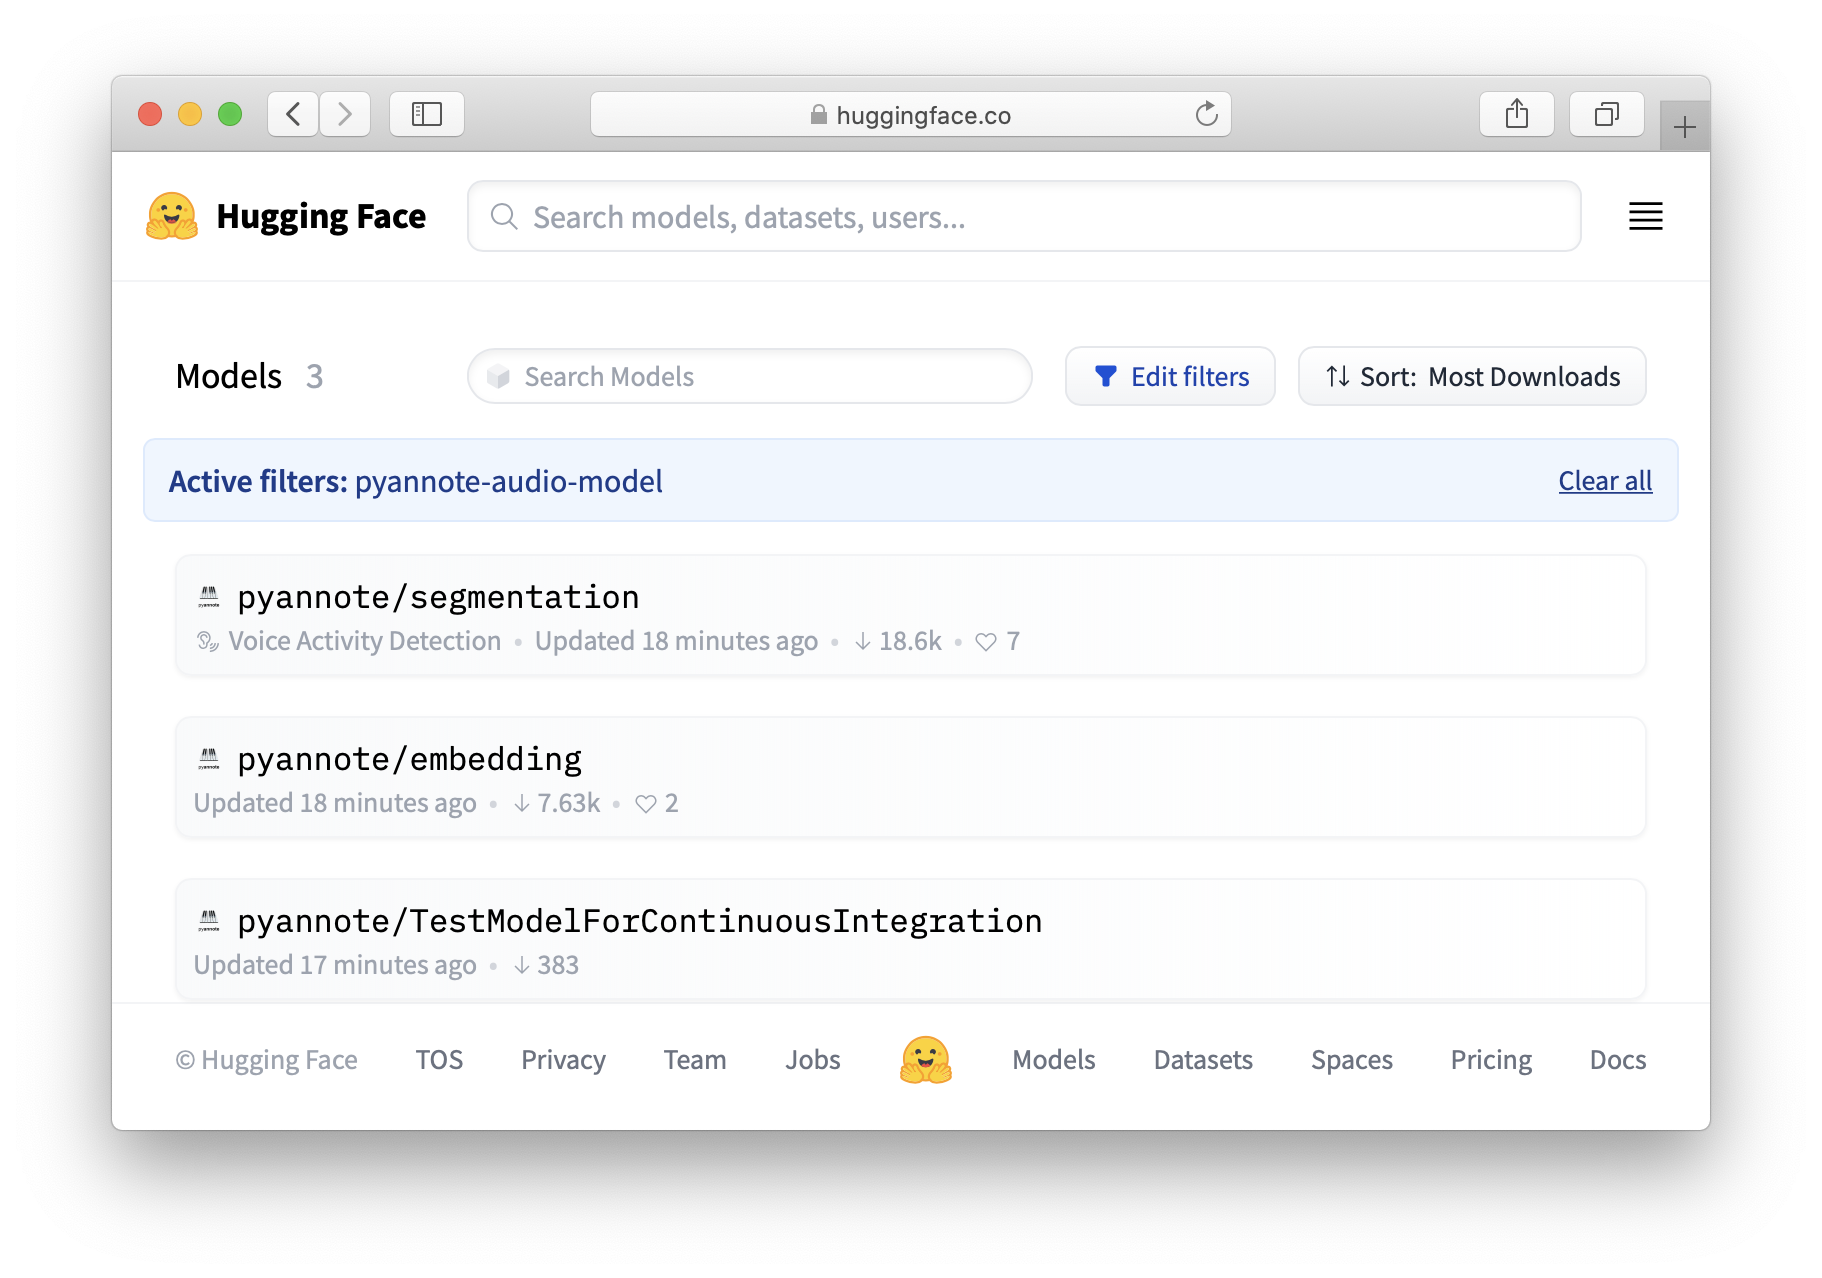 huggingface.co
Hugging Face
Search models, datasets, users...
Models 3
Search Models
Edit filters
Sort: Most Downloads
Active filters: pyannote-audio-model
Clear all
pyannote/segmentation
Voice Activity Detection • Updated 18 minutes ago • ↓ 18.6k • ♡ 7
pyannote/embedding
Updated 18 minutes ago • ↓ 7.63k • ♡ 2
pyannote/TestModelForContinuousIntegration
Updated 17 minutes ago • ↓ 383
© Hugging Face TOS Privacy Team Jobs Models Datasets Spaces Pricing Docs